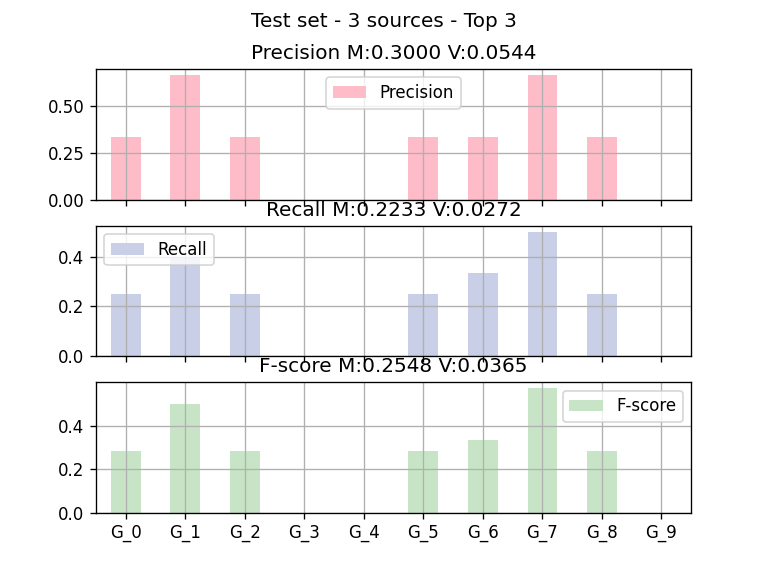 Test set - 3 sources - Top 3
Precision M:0.3000 V:0.0544
Precision
0.50
0.25
0.00
Recall M:0.2233 V:0.0272
Recall
0.4
0.2
0.0
F-score M:0.2548 V:0.0365
F-score
0.4
0.2
0.0
G_0 G_1 G_2 G_3 G_4 G_5 G_6 G_7 G_8 G_9